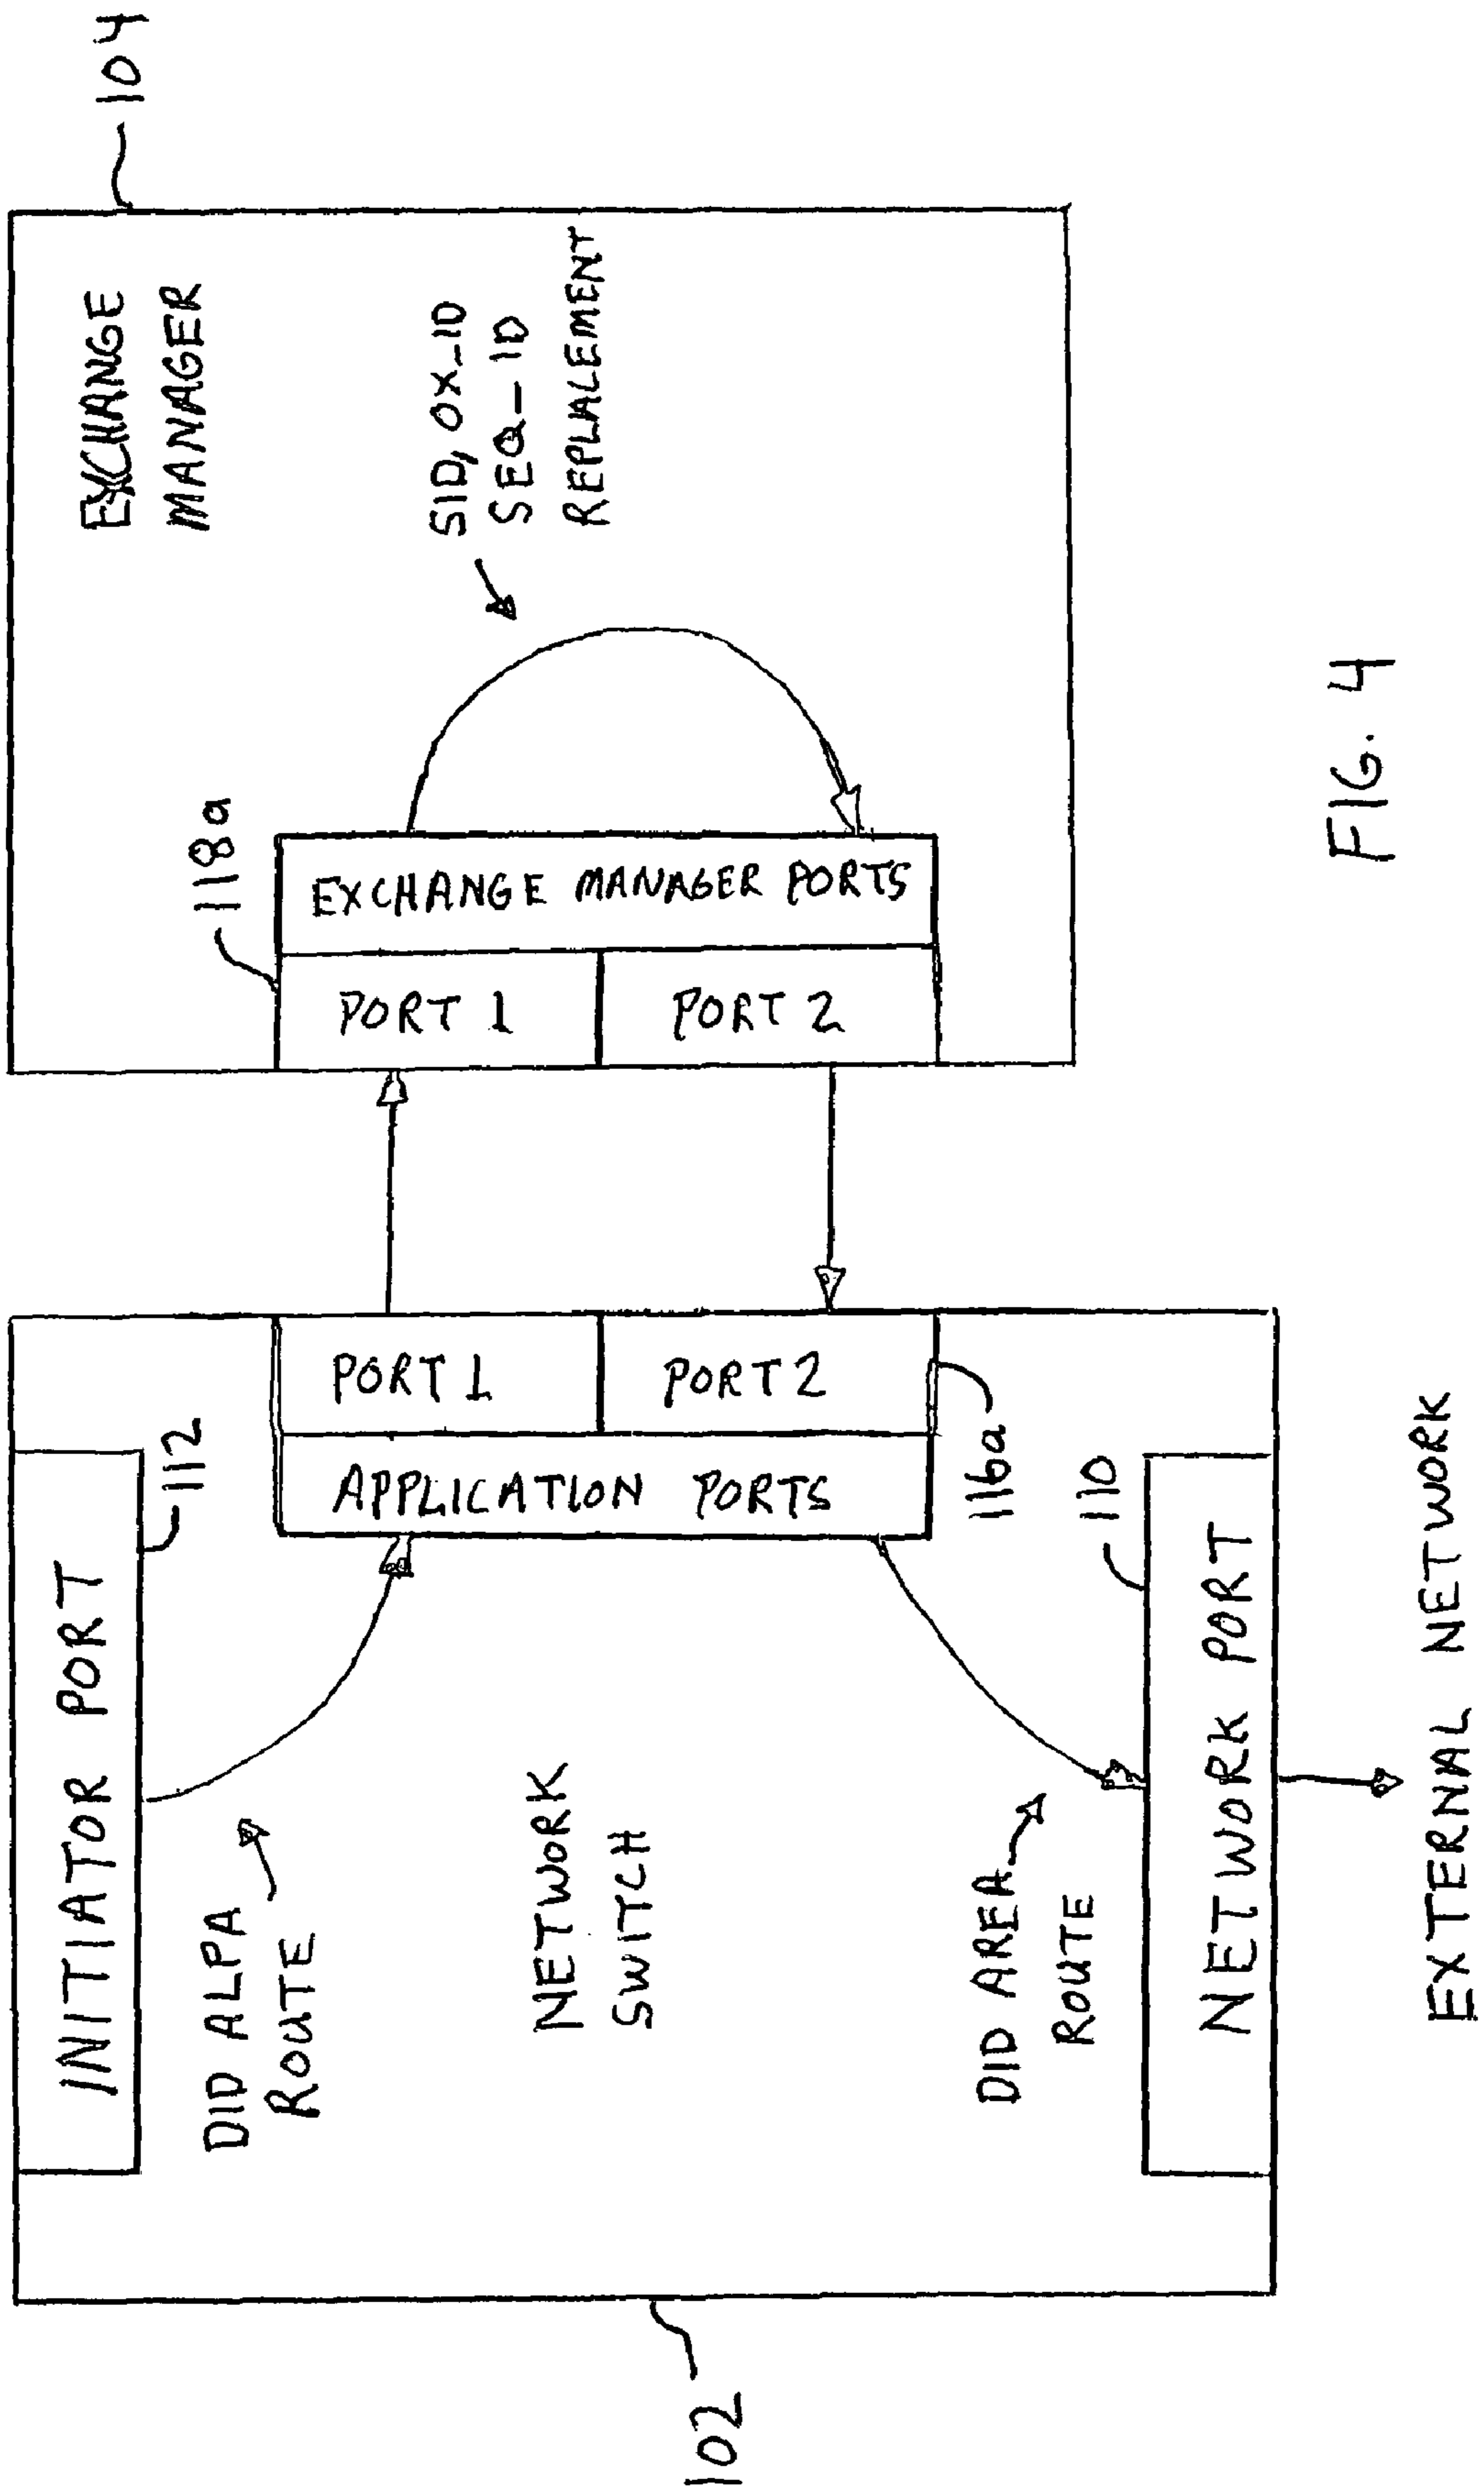 104
EXCHANGE
MANAGER
SID, OX_ID
SEQ_ID
REPLALEMENT
118a
EXCHANGE MANAGER PORTS
PORT 1
PORT 2
INITIATOR PORT
112
DID ALPA
ROUTE
PORT 1
PORT 2
APPLICATION PORTS
116a
NETWORK
SWITCH
DID AREA
ROUTE
110
NETWORK PORT
102
EXTERNAL NETWORK
FIG. 4